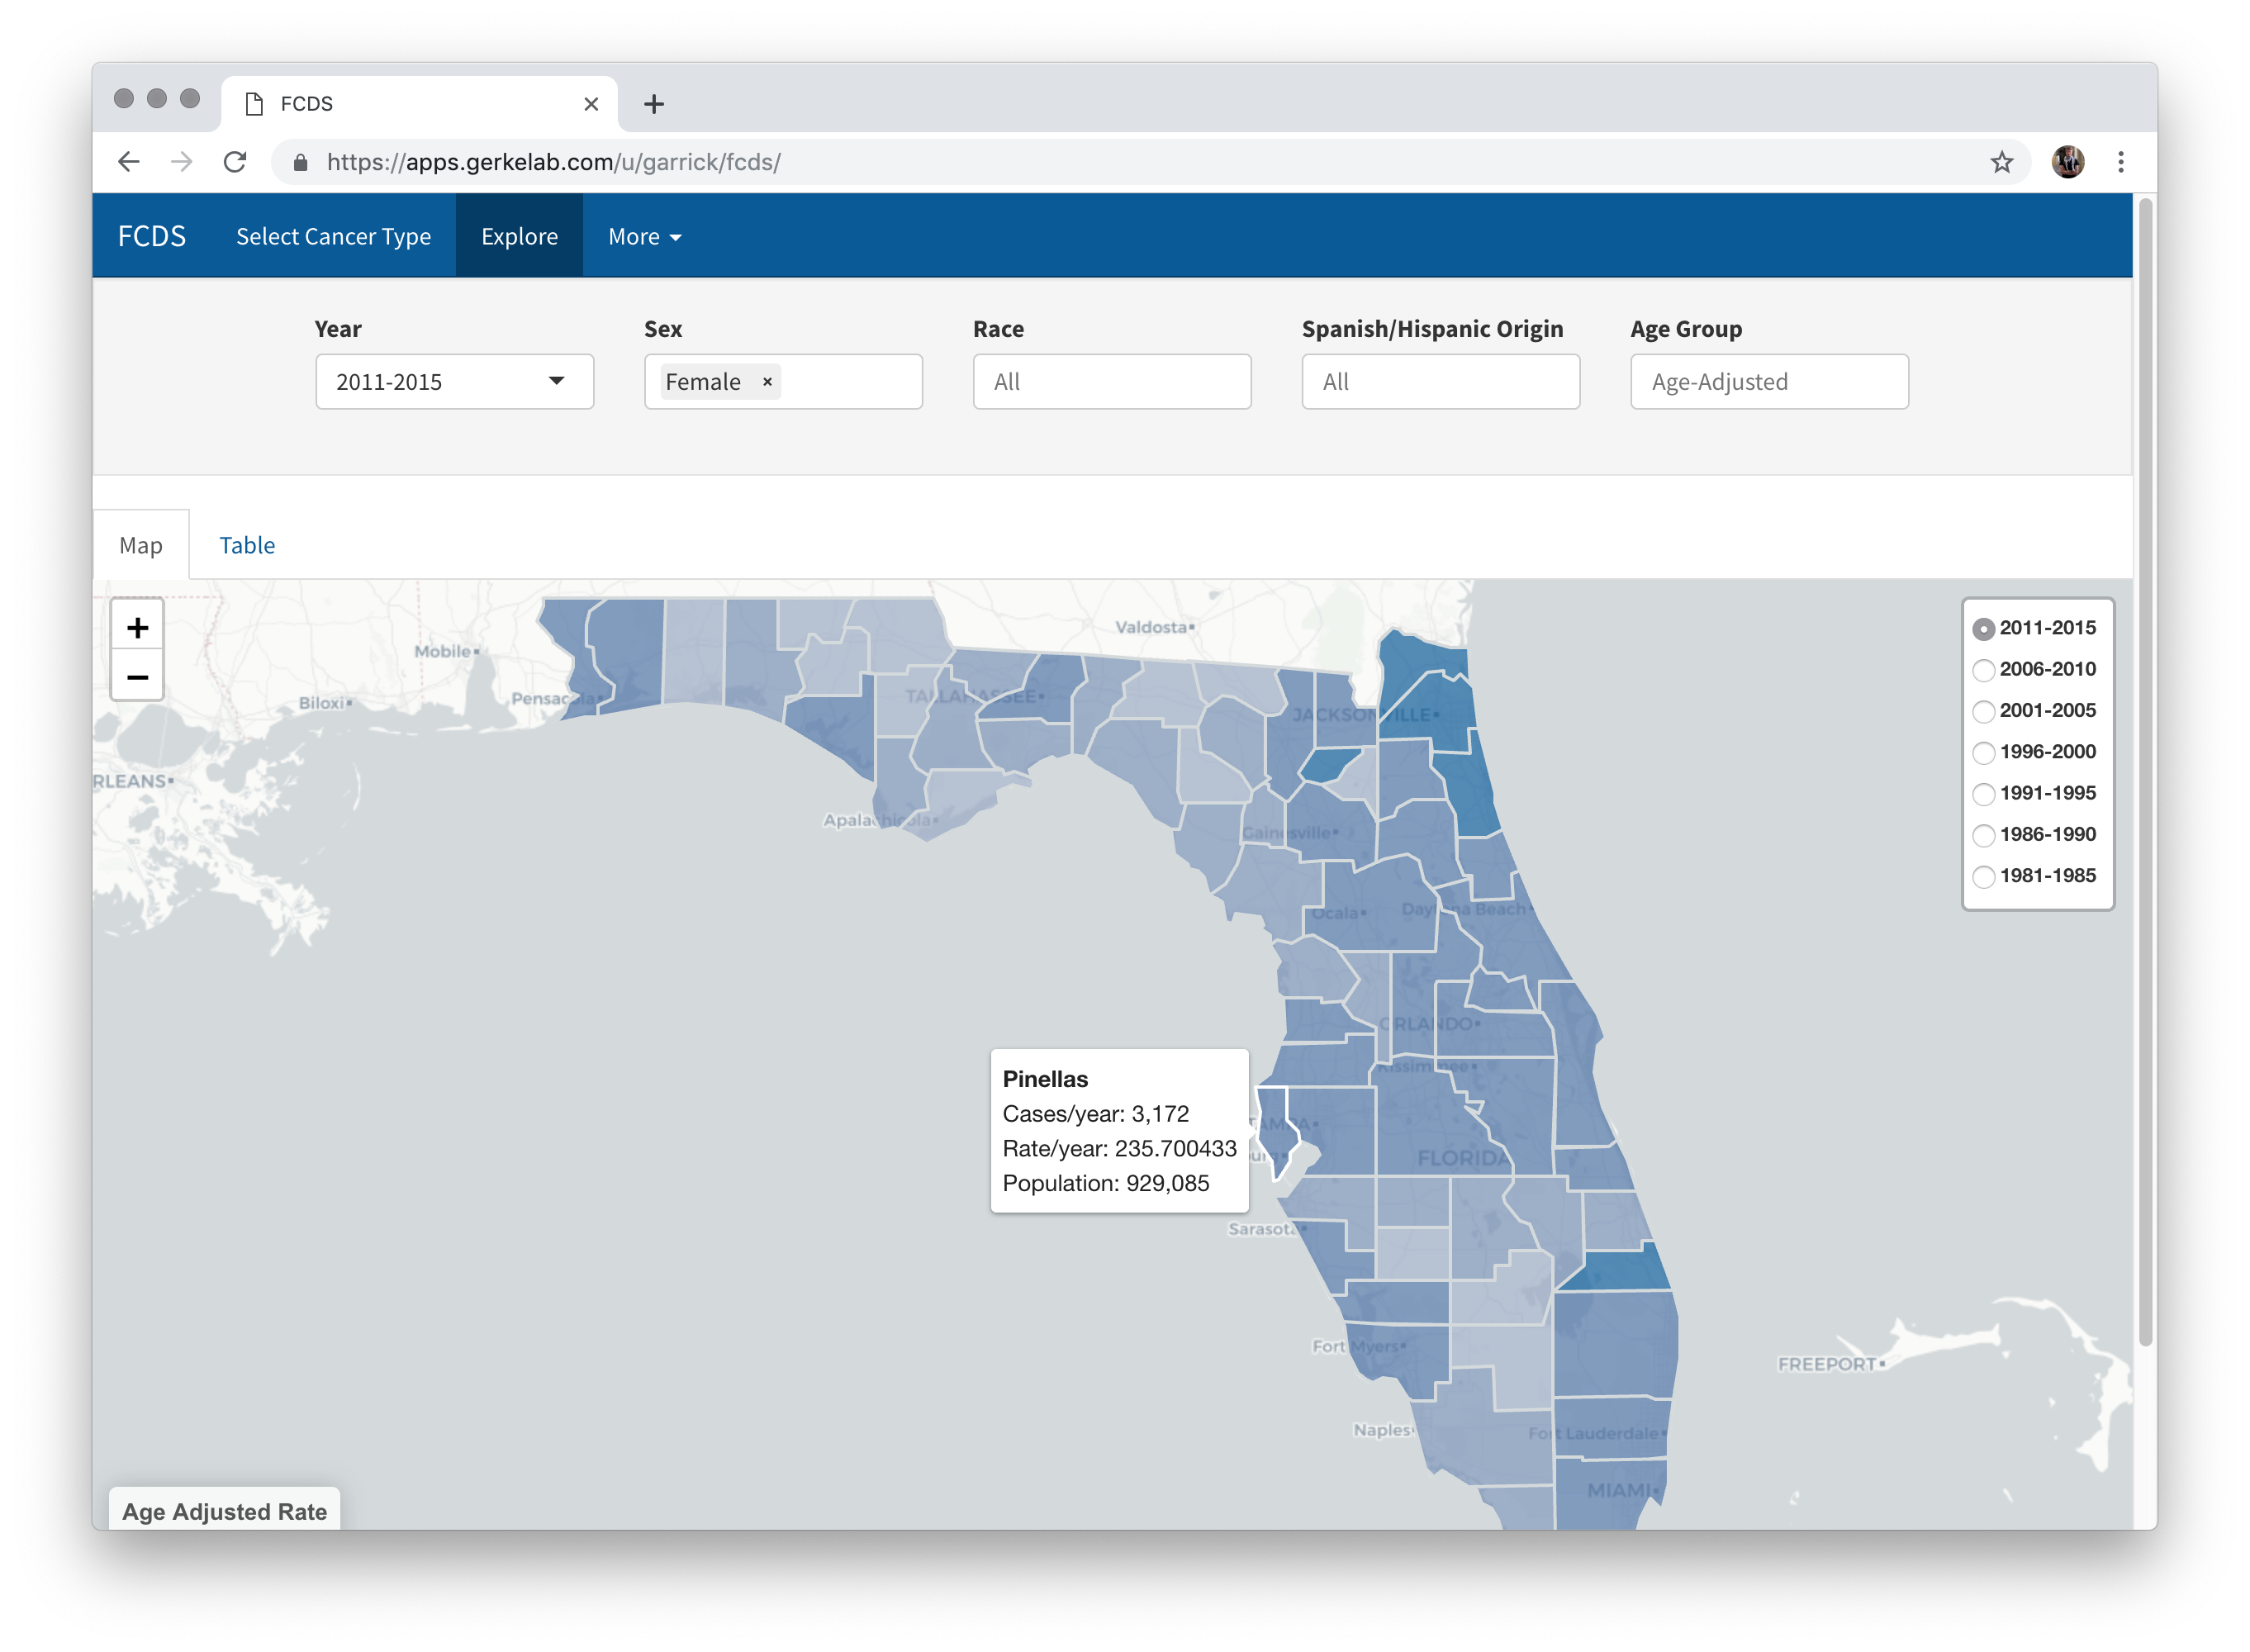 FCDS
https://apps.gerkelab.com/u/garrick/fcds/
FCDS Select Cancer Type Explore More
Year Sex Race Spanish/Hispanic Origin Age Group
2011-2015 Female × All All Age-Adjusted
Map Table
+
−
Valdosta
Mobile
Pensacola
Biloxi
TALLAHASSEE
JACKSONVILLE
RLEANS
Apalachicola
Gainesville
Ocala
Daytona Beach
ORLANDO
Kissimmee
Pinellas
Cases/year: 3,172
Rate/year: 235.700433
Population: 929,085
TAMPA
burg
FLORIDA
Sarasota
Fort Myers
FREEPORT
Naples
Fort Lauderdale
MIAMI
2011-2015
2006-2010
2001-2005
1996-2000
1991-1995
1986-1990
1981-1985
Age Adjusted Rate